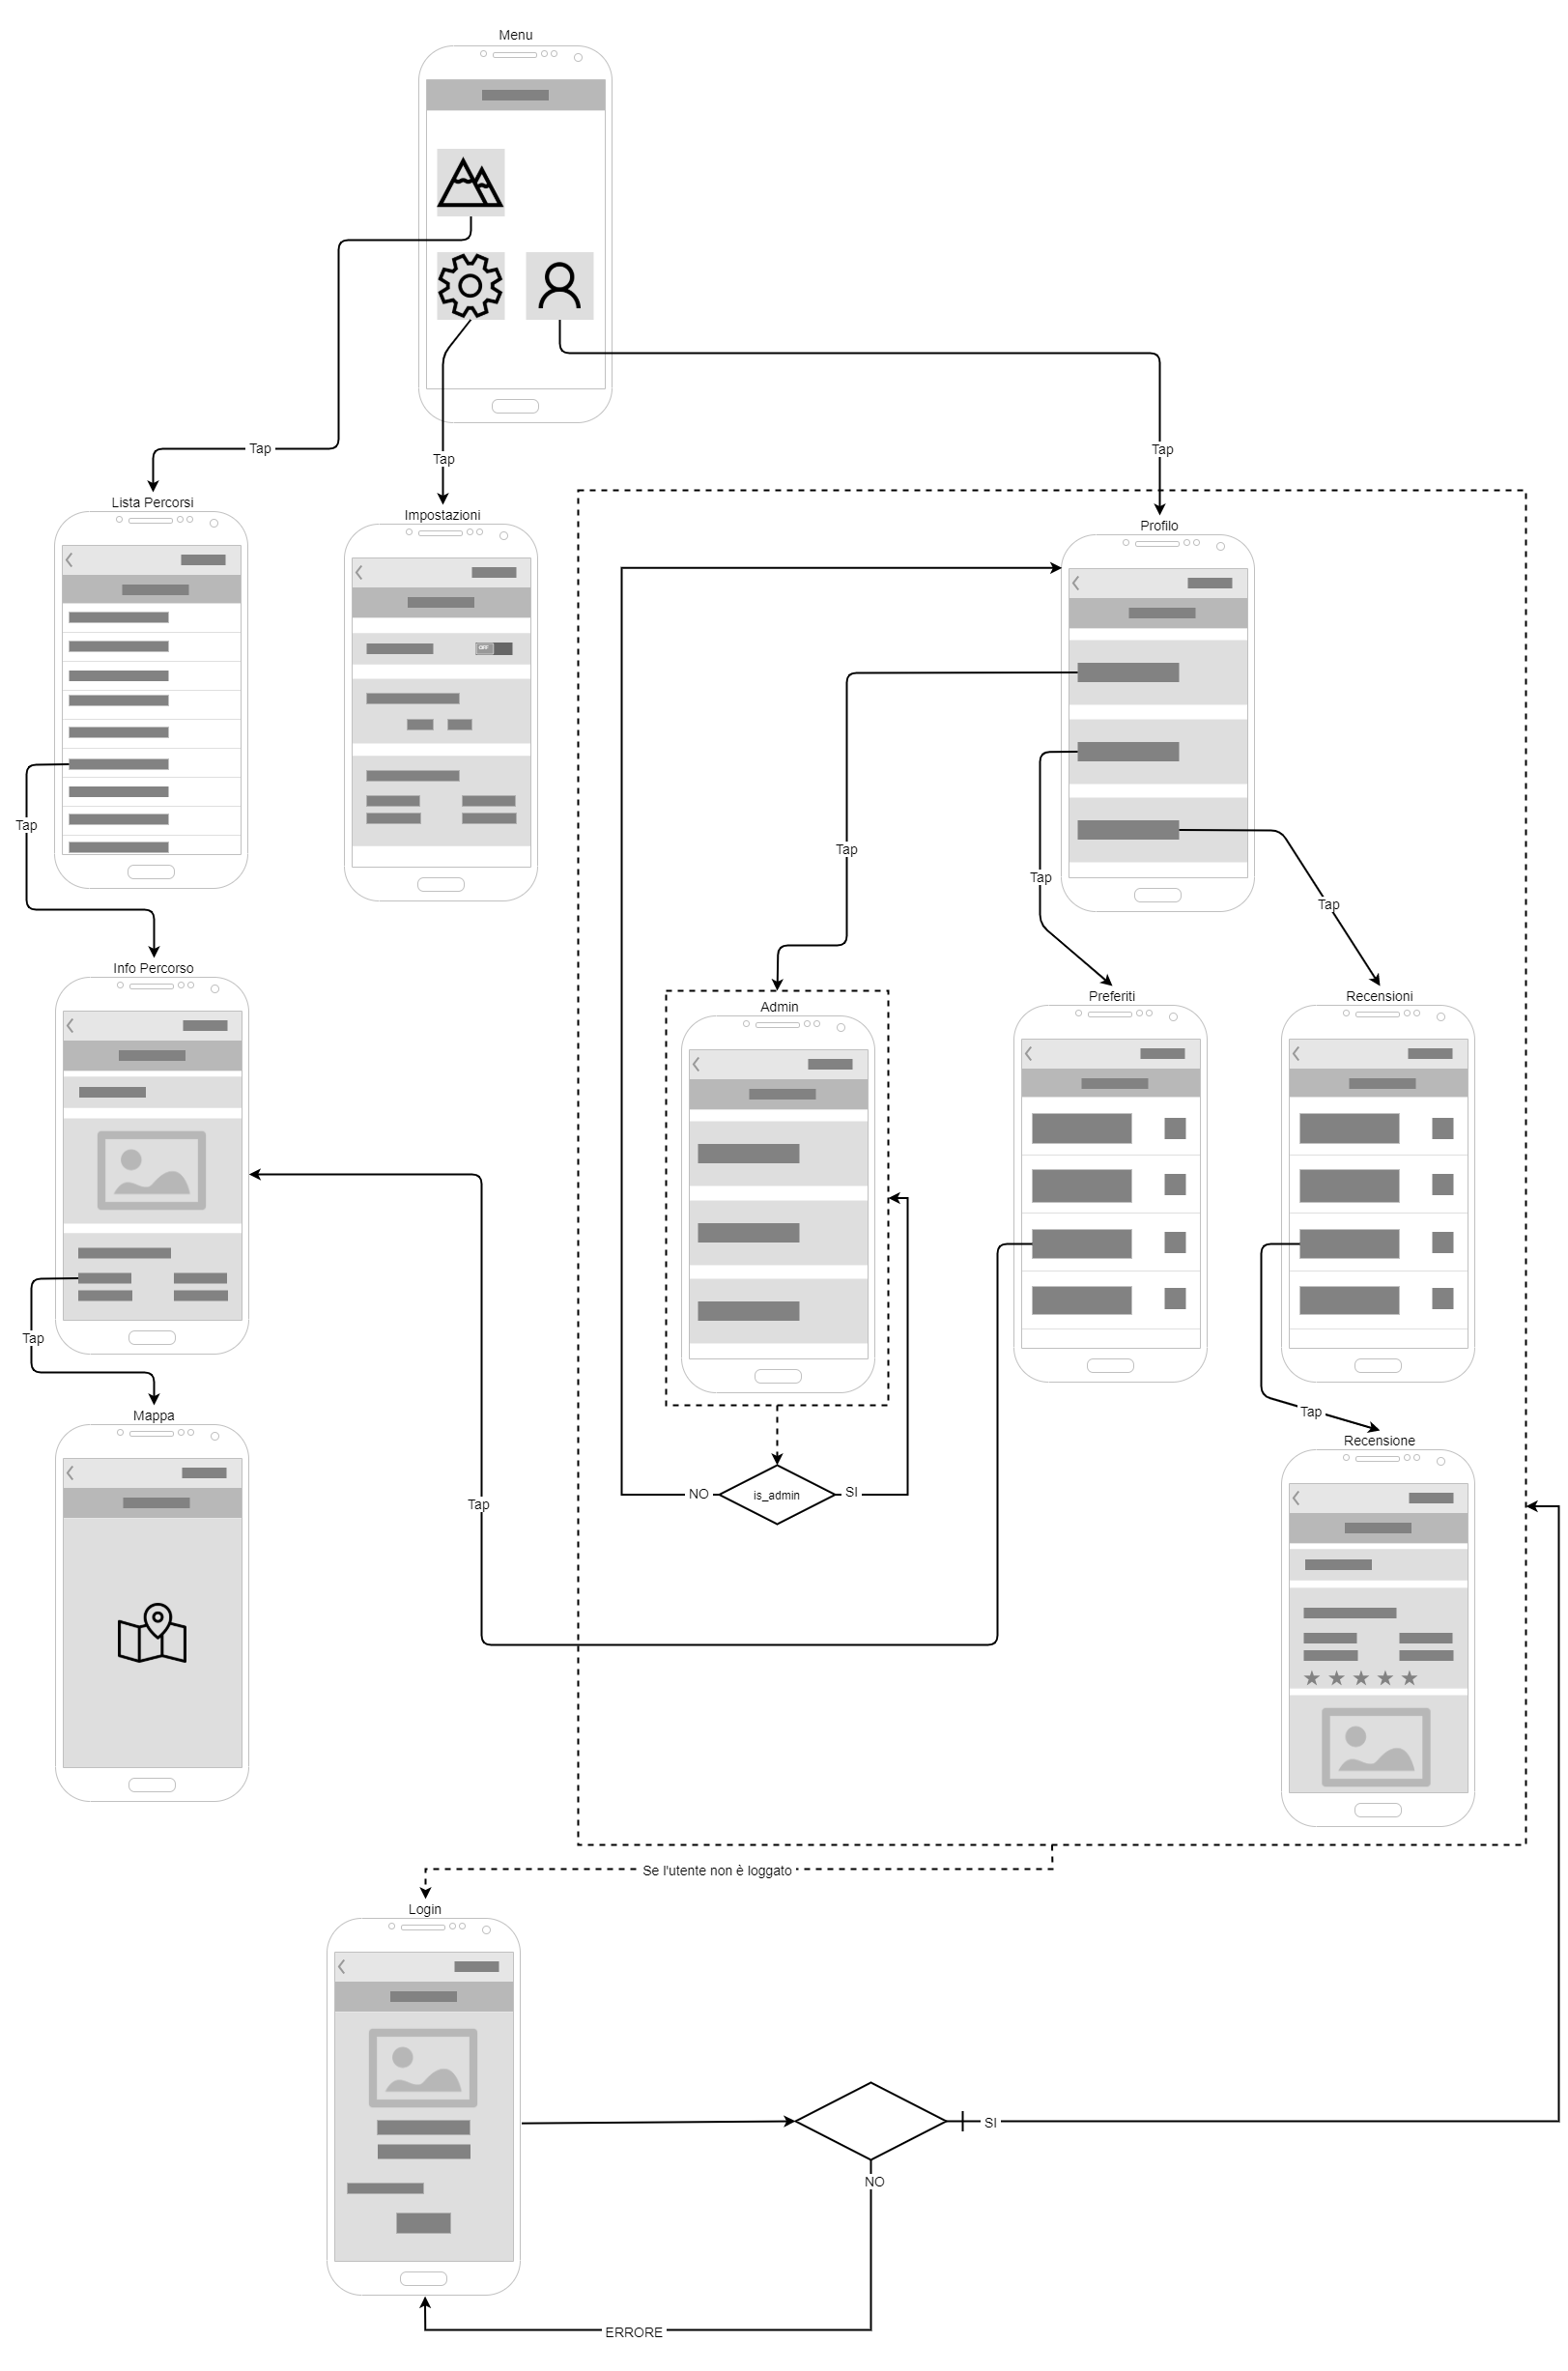 Menu
Tap
Tap
Tap
Lista Percorsi
Impostazioni
Profilo
OFF
Tap
Tap
Tap
Tap
Info Percorso
Preferiti
Recensioni
Admin
Tap
Tap
Mappa
Recensione
NO
is_admin
SI
Tap
Se l'utente non è loggato
Login
SI
NO
ERRORE